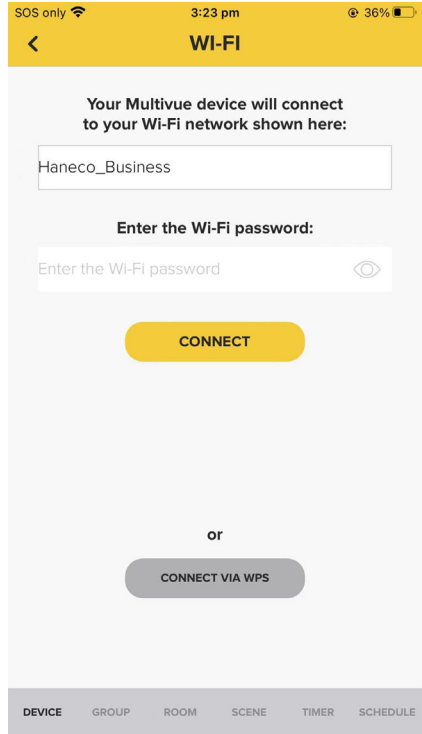 SOS only 3:23 pm 36%
WI-FI
Your Multivue device will connect
to your Wi-Fi network shown here:
Haneco_Business
Enter the Wi-Fi password:
Enter the Wi-Fi password
CONNECT
or
CONNECT VIA WPS
DEVICE GROUP ROOM SCENE TIMER SCHEDULE